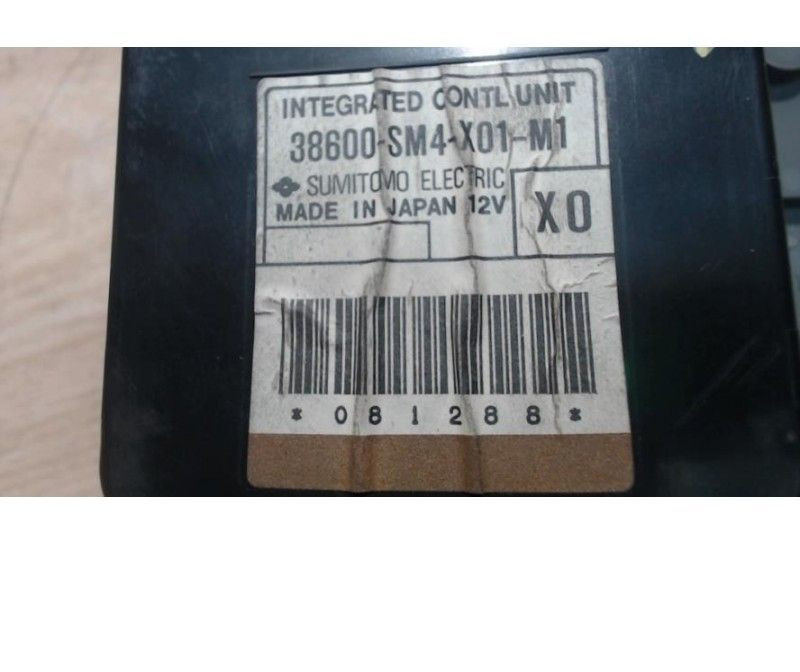 INTEGRATED CONTL UNIT
38600-SM4-X01-M1
SUMITOMO ELECTRIC
MADE IN JAPAN 12V
X0
*081288*